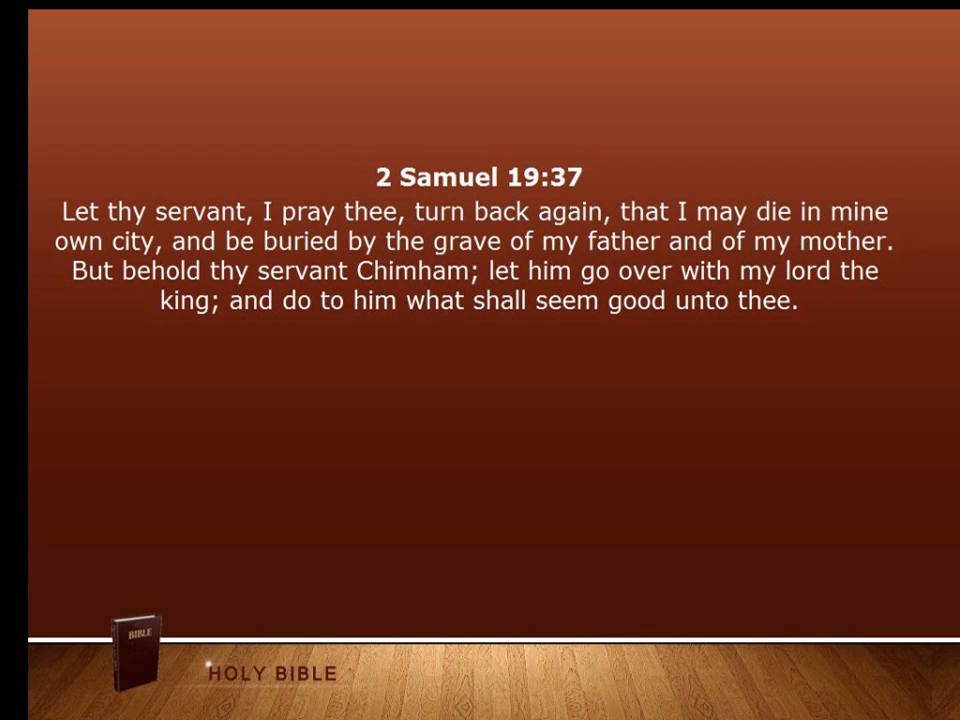 2 Samuel 19:37
Let thy servant, I pray thee, turn back again, that I may die in mine
own city, and be buried by the grave of my father and of my mother.
But behold thy servant Chimham; let him go over with my lord the
king; and do to him what shall seem good unto thee.
BIBLE
HOLY BIBLE